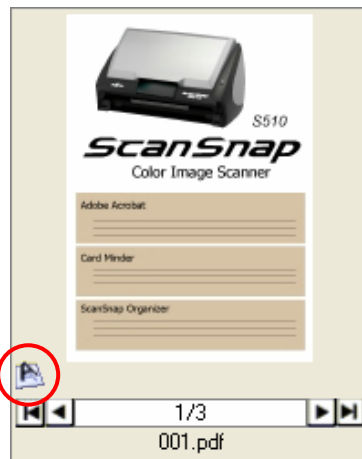 S510
ScanSnap
Color Image Scanner
Adobe Acrobat
Card Minder
ScanSnap Organizer
1/3
001.pdf